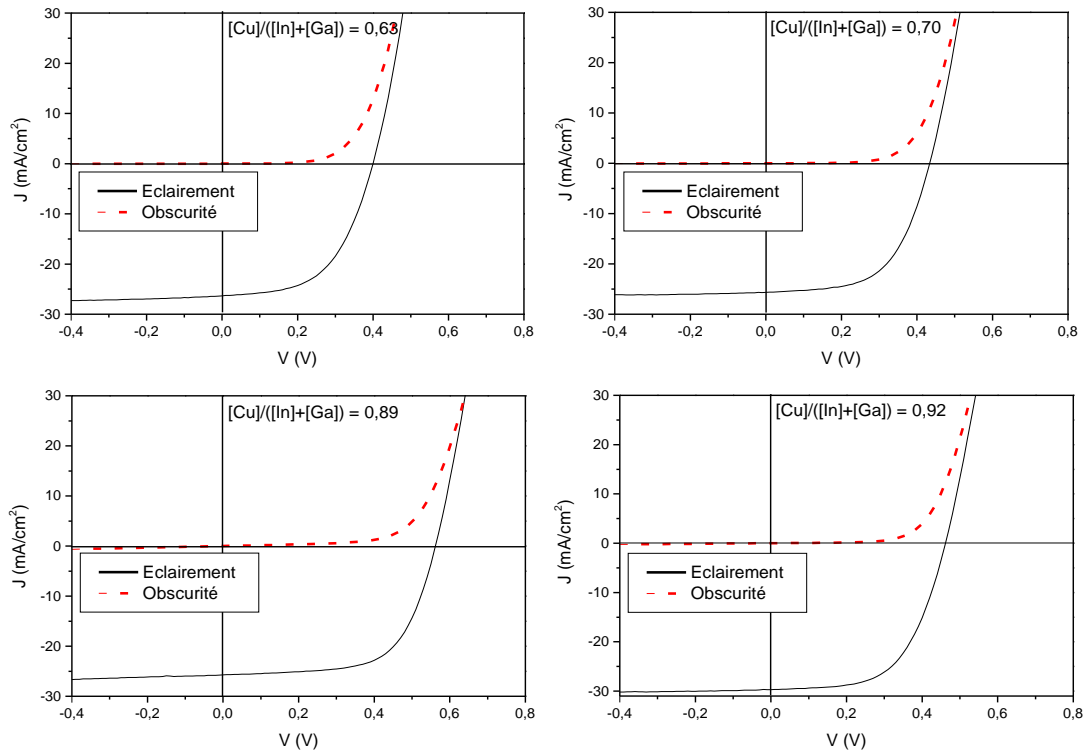 [Cu]/([In]+[Ga]) = 0,63
30
20
10
0
-10
-20
-30
J (mA/cm²)
Eclairement
Obscurité
-0,4 -0,2 0,0 0,2 0,4 0,6 0,8
V (V)
[Cu]/([In]+[Ga]) = 0,70
30
20
10
0
-10
-20
-30
J (mA/cm²)
Eclairement
Obscurité
-0,4 -0,2 0,0 0,2 0,4 0,6 0,8
V (V)
[Cu]/([In]+[Ga]) = 0,89
30
20
10
0
-10
-20
-30
J (mA/cm²)
Eclairement
Obscurité
-0,4 -0,2 0,0 0,2 0,4 0,6 0,8
V (V)
[Cu]/([In]+[Ga]) = 0,92
30
20
10
0
-10
-20
-30
J (mA/cm²)
Eclairement
Obscurité
-0,4 -0,2 0,0 0,2 0,4 0,6 0,8
V (V)